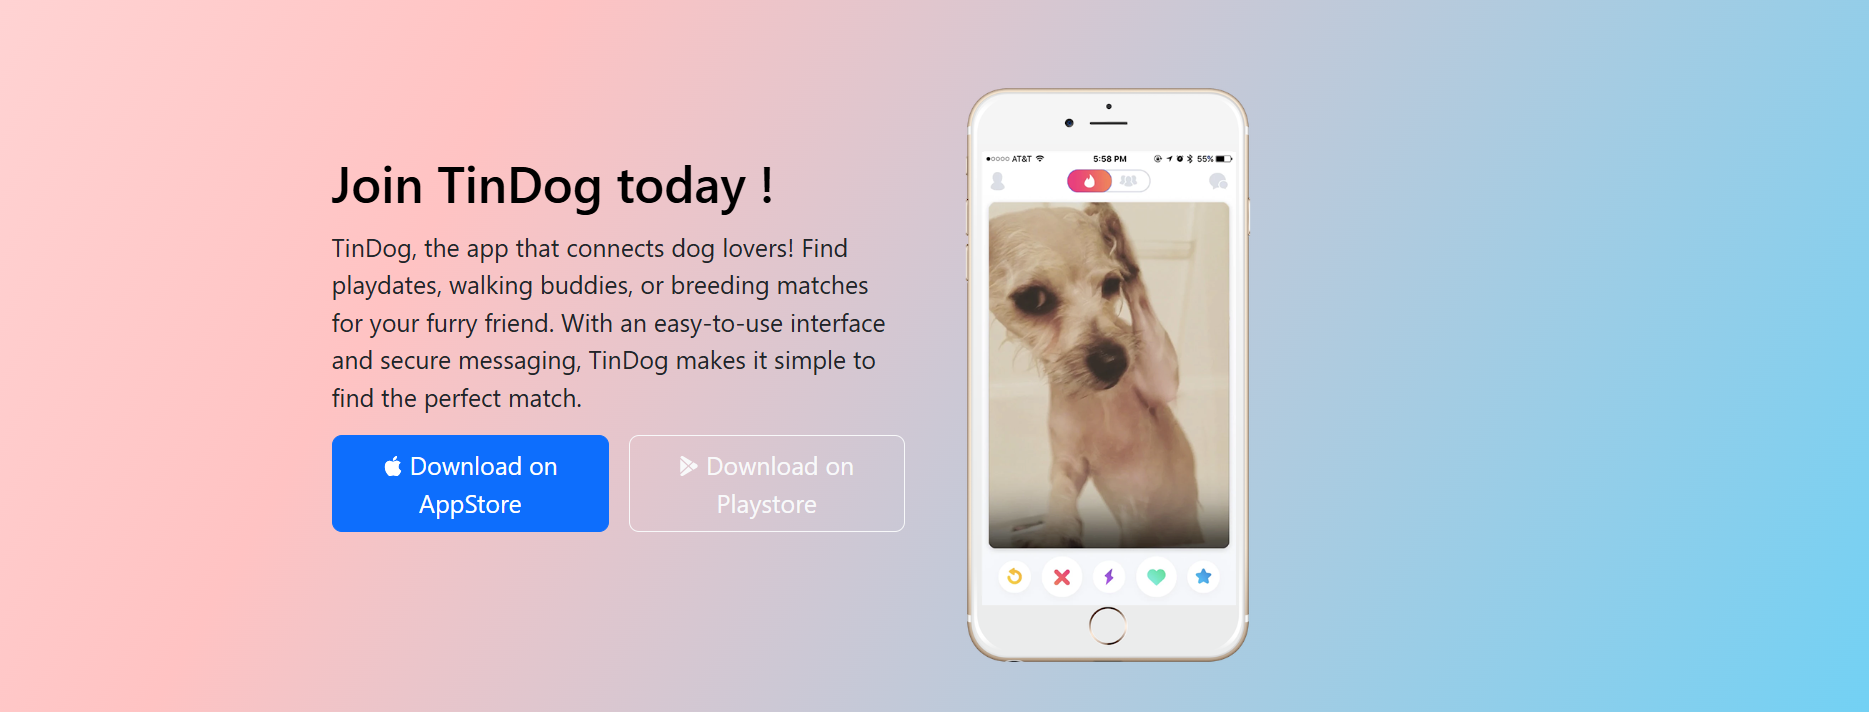 Join TinDog today !
TinDog, the app that connects dog lovers! Find
playdates, walking buddies, or breeding matches
for your furry friend. With an easy-to-use interface
and secure messaging, TinDog makes it simple to
find the perfect match.
Download on
AppStore
Download on
Playstore
AT&T 5:58 PM 55%